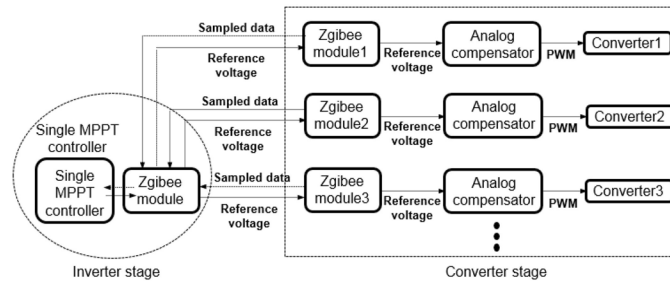 Sampled data
Zgibee
module1
Reference
voltage
Analog
compensator
PWM
Converter1
Reference
voltage
Sampled data
Zgibee
module2
Reference
voltage
Analog
compensator
PWM
Converter2
Reference
voltage
Single MPPT
controller
Single
MPPT
controller
Zgibee
module
Sampled data
Zgibee
module3
Reference
voltage
Analog
compensator
PWM
Converter3
Reference
voltage
Inverter stage
Converter stage